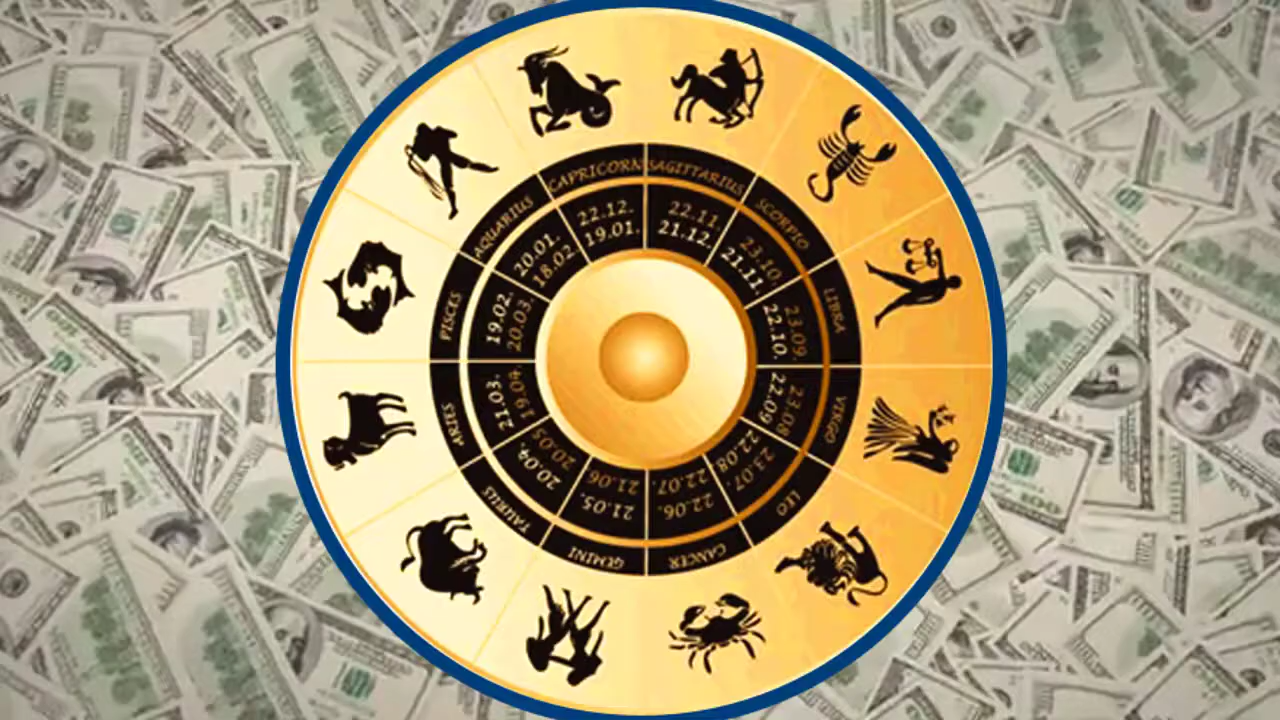 CAPRICORN
22.12.
19.01.
SAGITTARIUS
22.11.
21.12.
SCORPIO
23.10.
21.11.
LIBRA
23.09.
22.10.
VIRGO
23.08
22.09
LEO
23.07.
22.08
CANCER
22.06.
22.07.
GEMINI
21.05.
21.06
TAURIUS
20.04.
20.05
ARIES
21.03.
19.04.
PISCES
19.02.
20.03.
AQUARIUS
20.01.
18.02